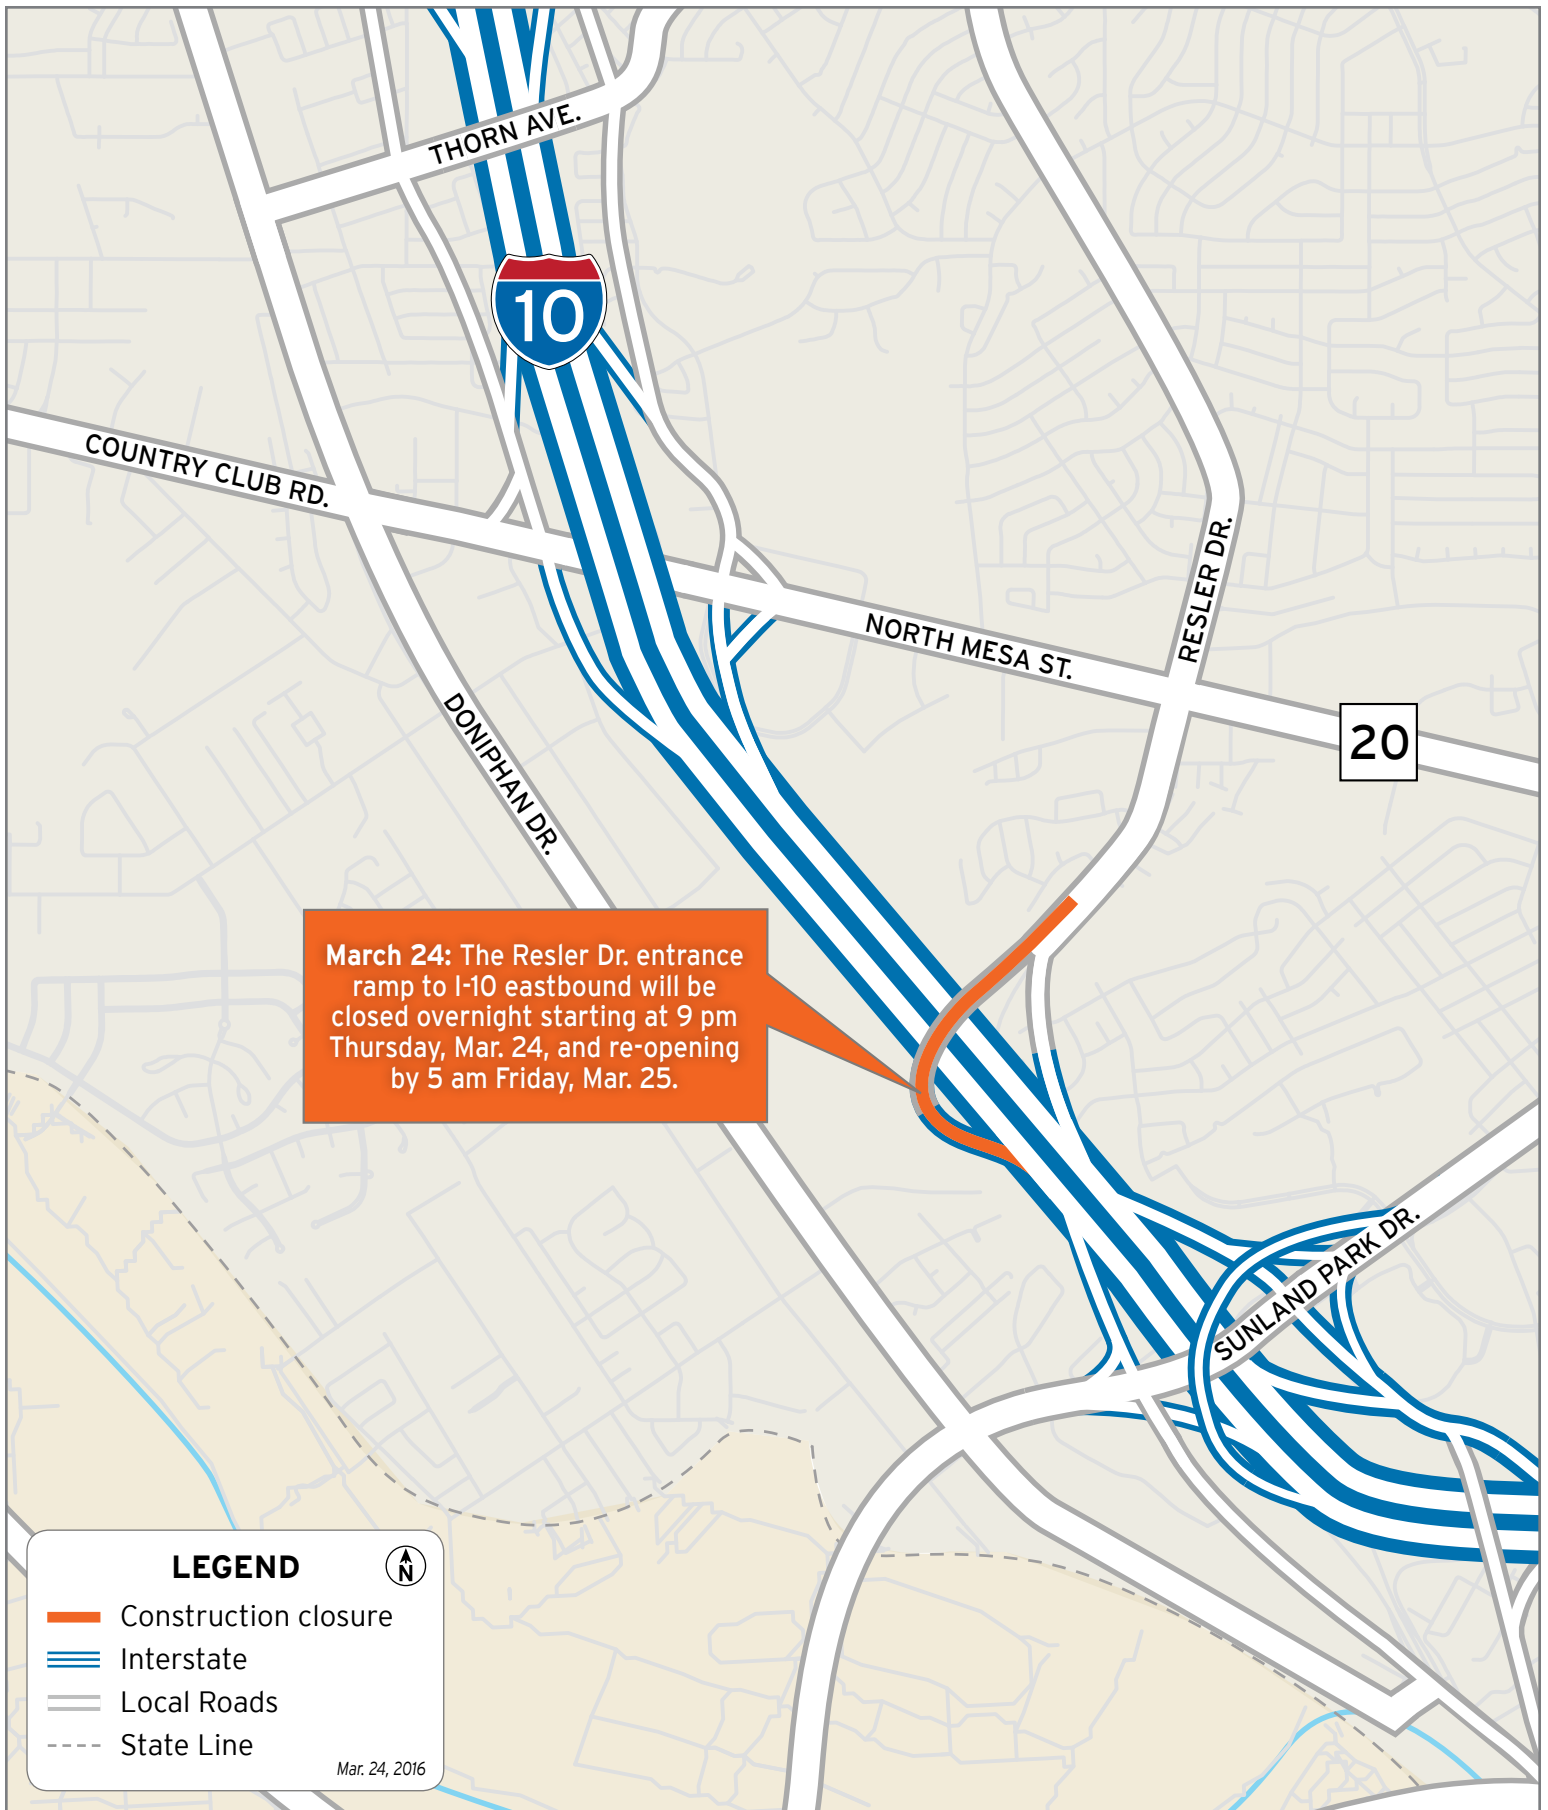 THORN AVE.
10
COUNTRY CLUB RD.
RESLER DR.
NORTH MESA ST.
20
DONIPHAN DR.
March 24: The Resler Dr. entrance
ramp to I-10 eastbound will be
closed overnight starting at 9 pm
Thursday, Mar. 24, and re-opening
by 5 am Friday, Mar. 25.
SUNLAND PARK DR.
LEGEND
N
Construction closure
Interstate
Local Roads
State Line
Mar. 24, 2016